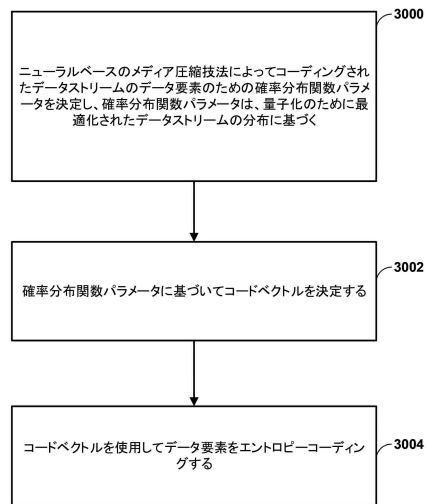 3000
ニューラルベースのメディア圧縮技法によってコーディングされ
たデータストリームのデータ要素のための確率分布関数パラメ
ータを決定し、確率分布関数パラメータは、量子化のために最
適化されたデータストリームの分布に基づく
3002
確率分布関数パラメータに基づいてコードベクトルを決定する
3004
コードベクトルを使用してデータ要素をエントロピーコーディン
グする